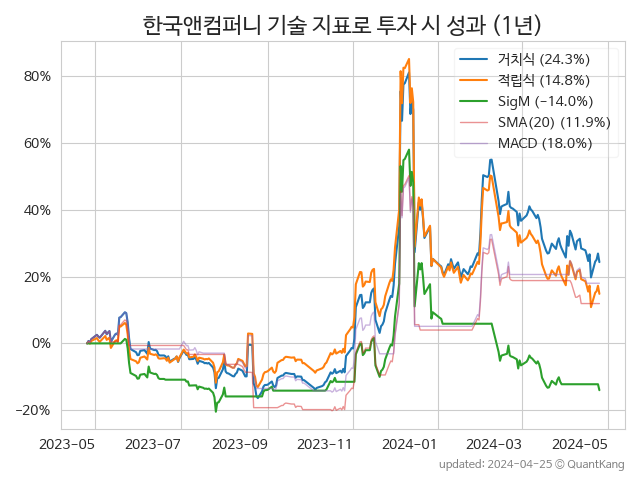 한국앤컴퍼니 기술 지표로 투자 시 성과 (1년)
거치식 (24.3%)
적립식 (14.8%)
SigM (−14.0%)
SMA(20) (11.9%)
MACD (18.0%)
80%
60%
40%
20%
0%
−20%
2023-05 2023-07 2023-09 2023-11 2024-01 2024-03 2024-05
updated: 2024-04-25 © QuantKang